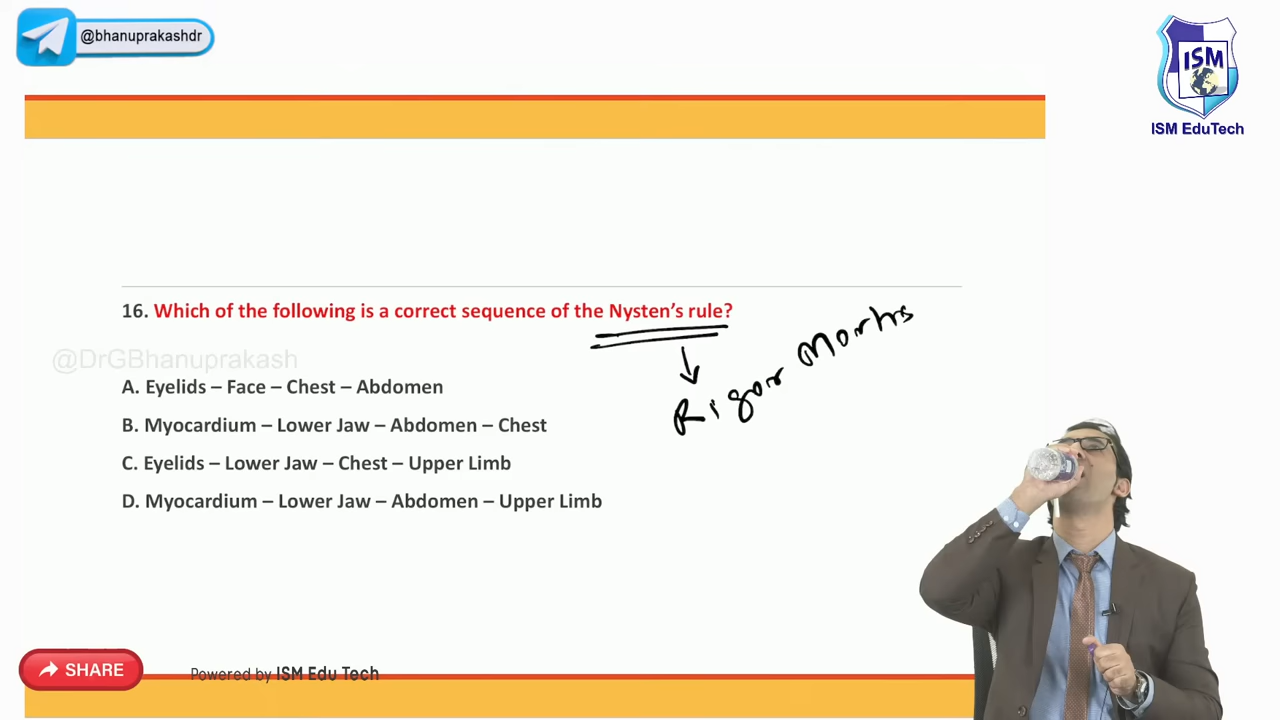 @bhanuprakashdr
ISM
ISM EduTech
16. Which of the following is a correct sequence of the Nysten's rule?
@DrGBhanuprakash
Rigor Mortis
A. Eyelids – Face – Chest – Abdomen
B. Myocardium – Lower Jaw – Abdomen – Chest
C. Eyelids – Lower Jaw – Chest – Upper Limb
D. Myocardium – Lower Jaw – Abdomen – Upper Limb
SHARE
Powered by ISM Edu Tech